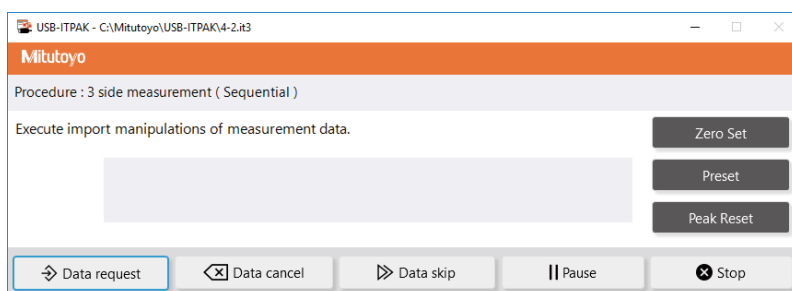 USB-ITPAK - C:\Mitutoyo\USB-ITPAK\4-2.it3
Mitutoyo
Procedure : 3 side measurement ( Sequential )
Execute import manipulations of measurement data.
Zero Set
Preset
Peak Reset
Data request
Data cancel
Data skip
Pause
Stop